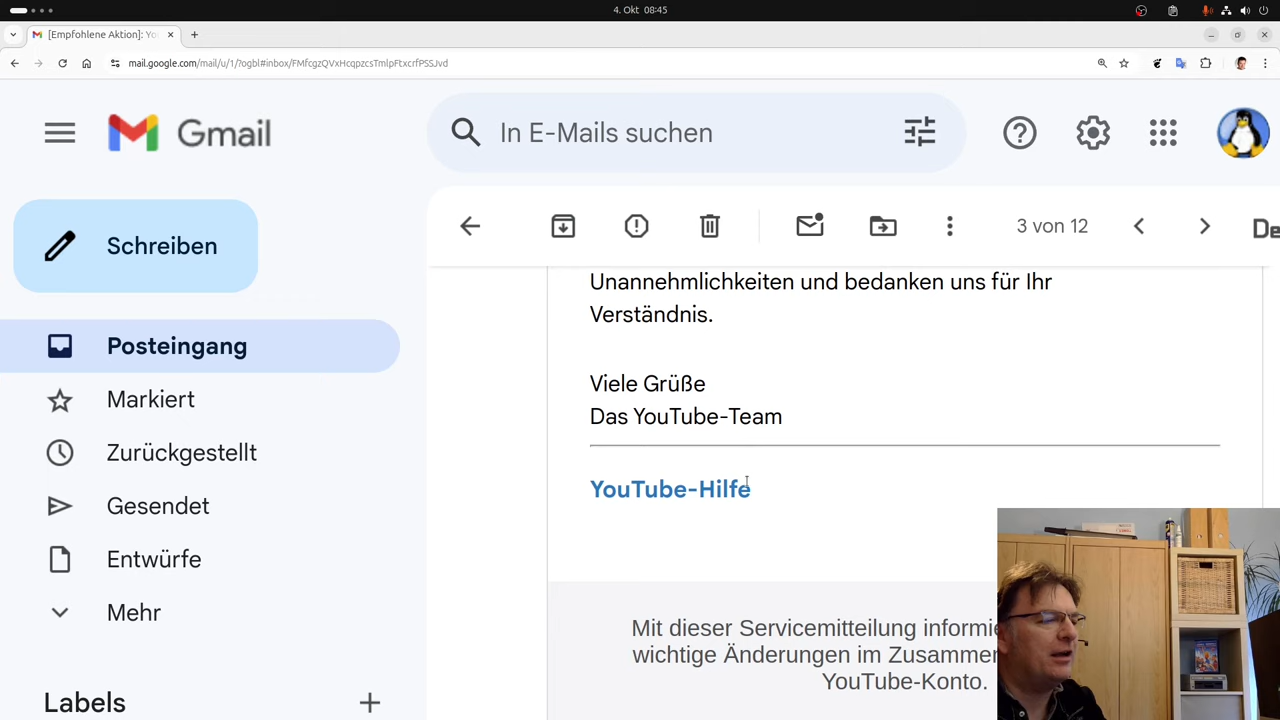 4. Okt 08:45
[Empfohlene Aktion]: Yo
mail.google.com/mail/u/1/?ogbl#inbox/FMfcgzQVxHcqpzcsTmlpFtxcrfPSSJvd
Gmail
In E-Mails suchen
Schreiben
3 von 12
De
Posteingang
Markiert
Zurückgestellt
Gesendet
Entwürfe
Mehr
Labels
Unannehmlichkeiten und bedanken uns für Ihr
Verständnis.
Viele Grüße
Das YouTube-Team
YouTube-Hilfe
Mit dieser Servicemitteilung informie
wichtige Änderungen im Zusammen
YouTube-Konto.